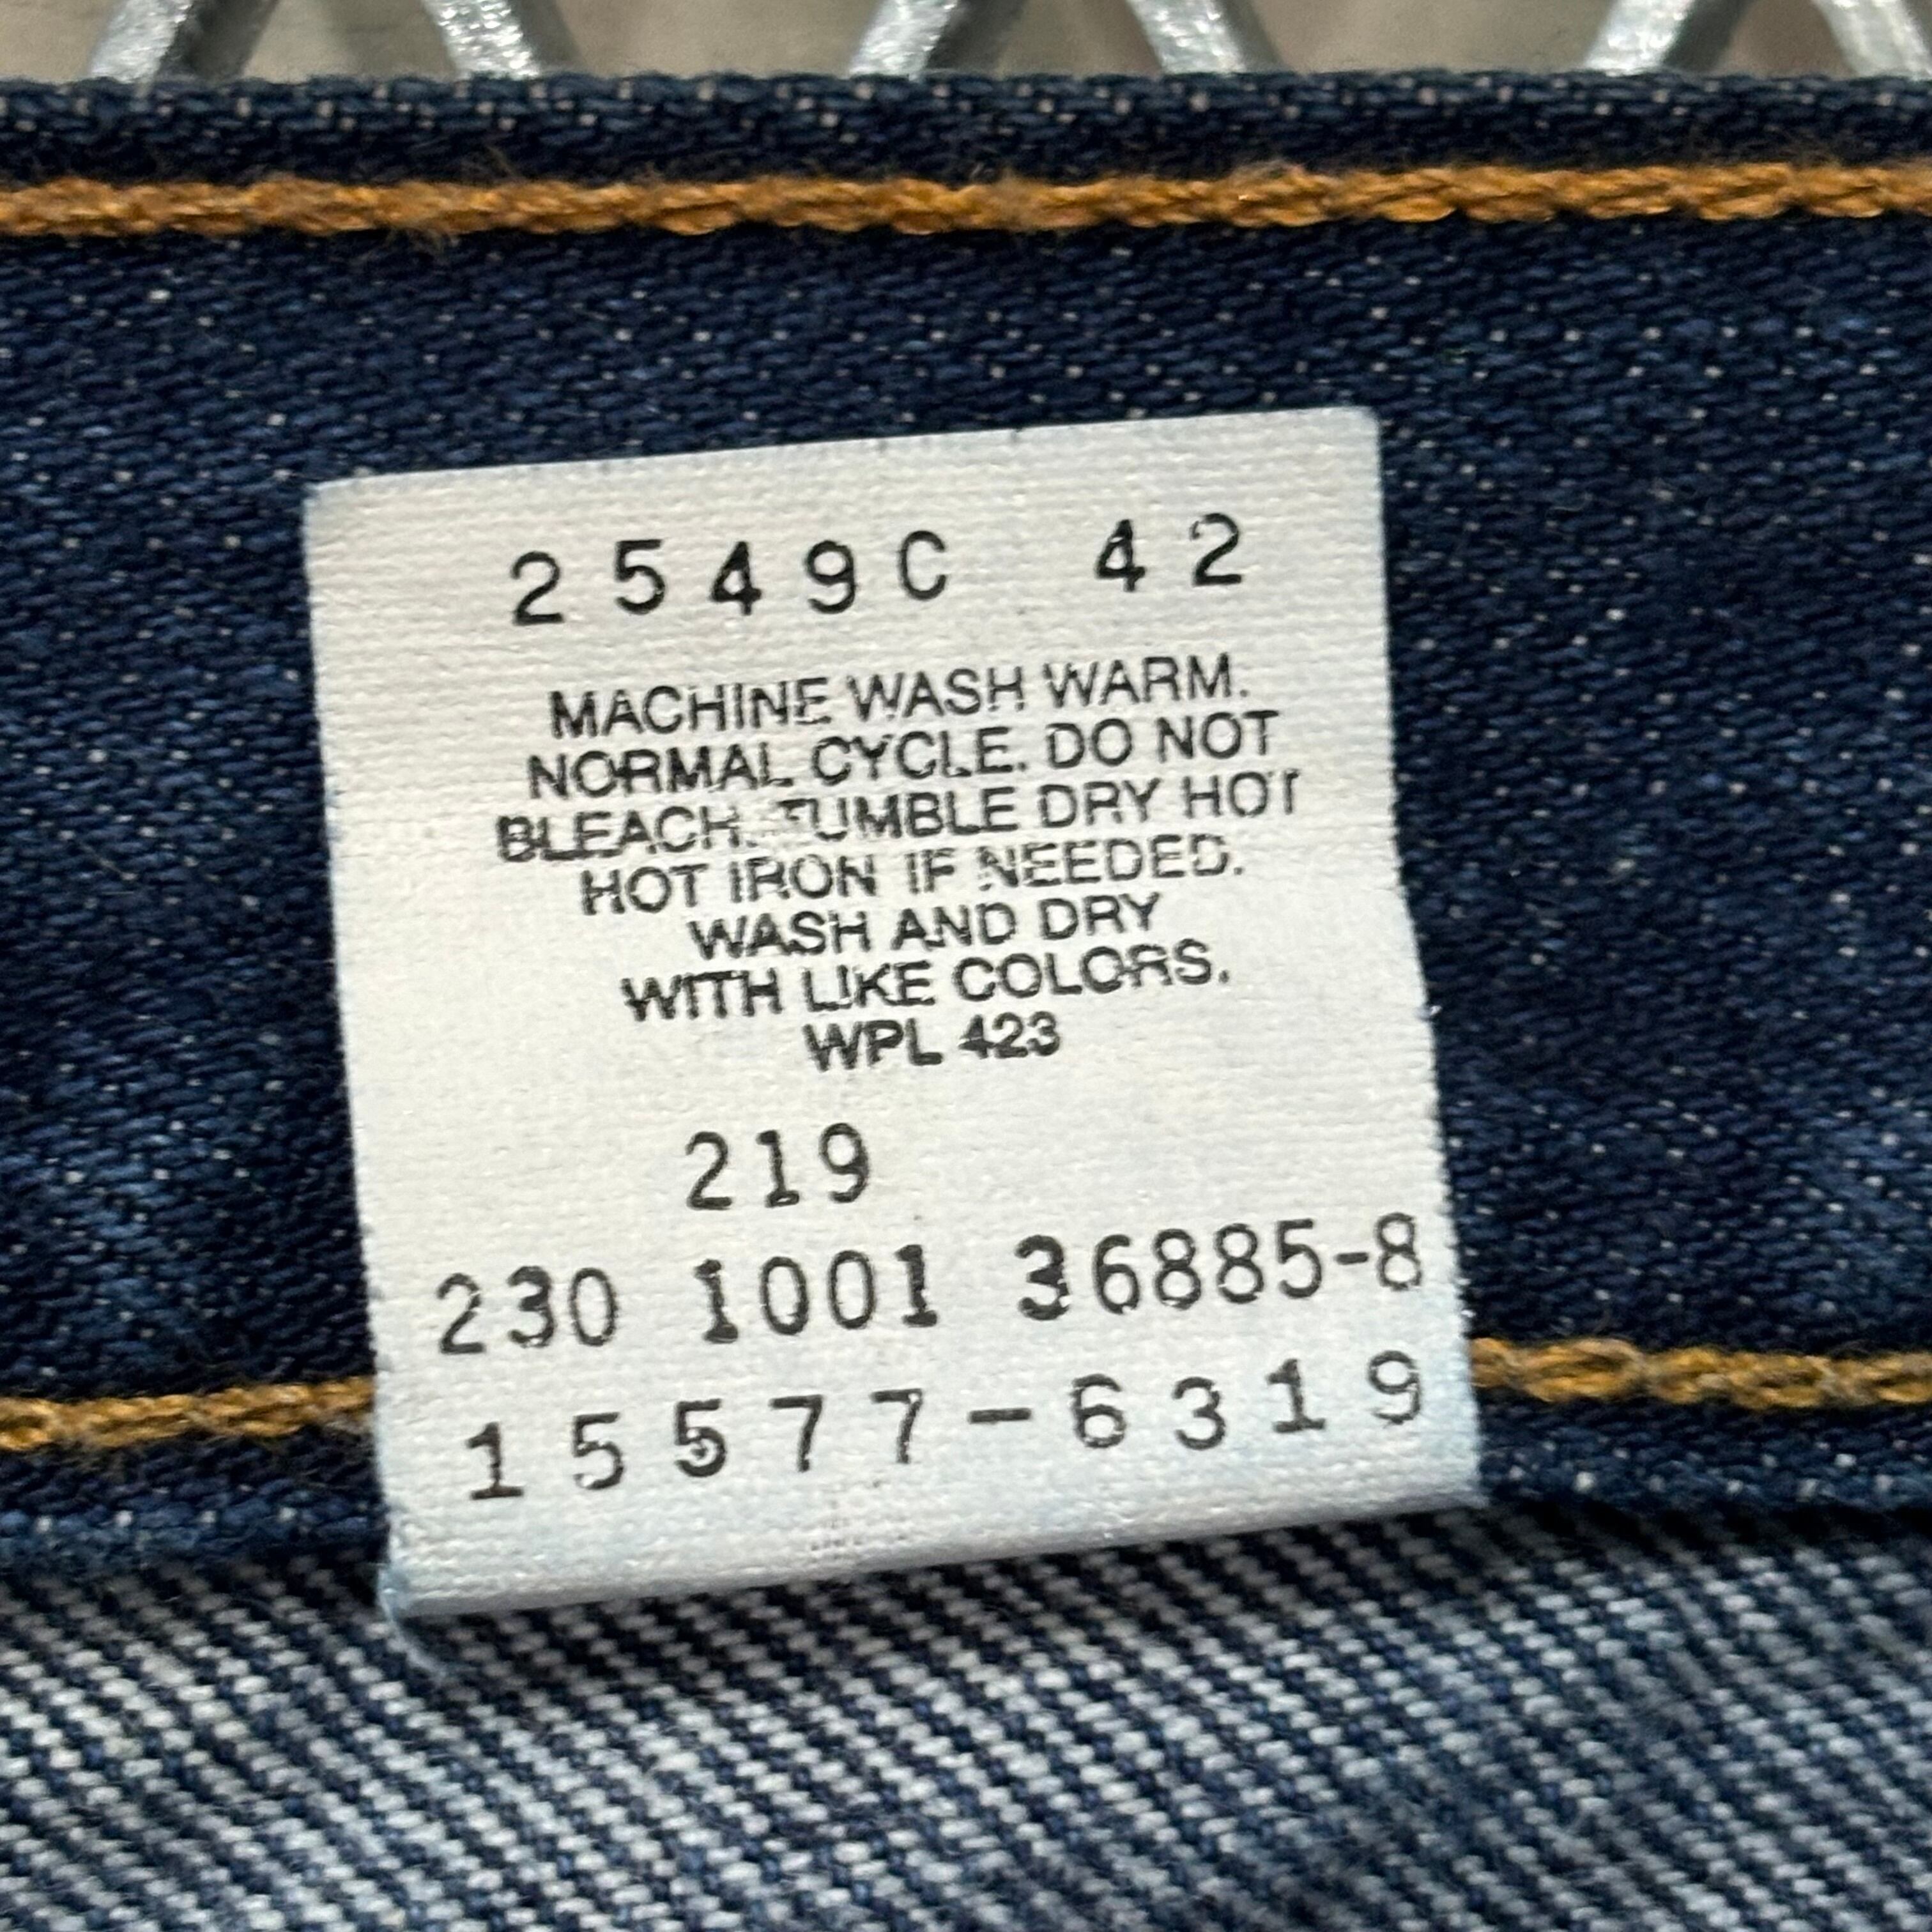 2549C 42
MACHINE WASH WARM.
NORMAL CYCLE. DO NOT
BLEACH. TUMBLE DRY HOT
HOT IRON IF NEEDED.
WASH AND DRY
WITH LIKE COLORS.
WPL 423
219
230 1001 36885-8
15577-6319